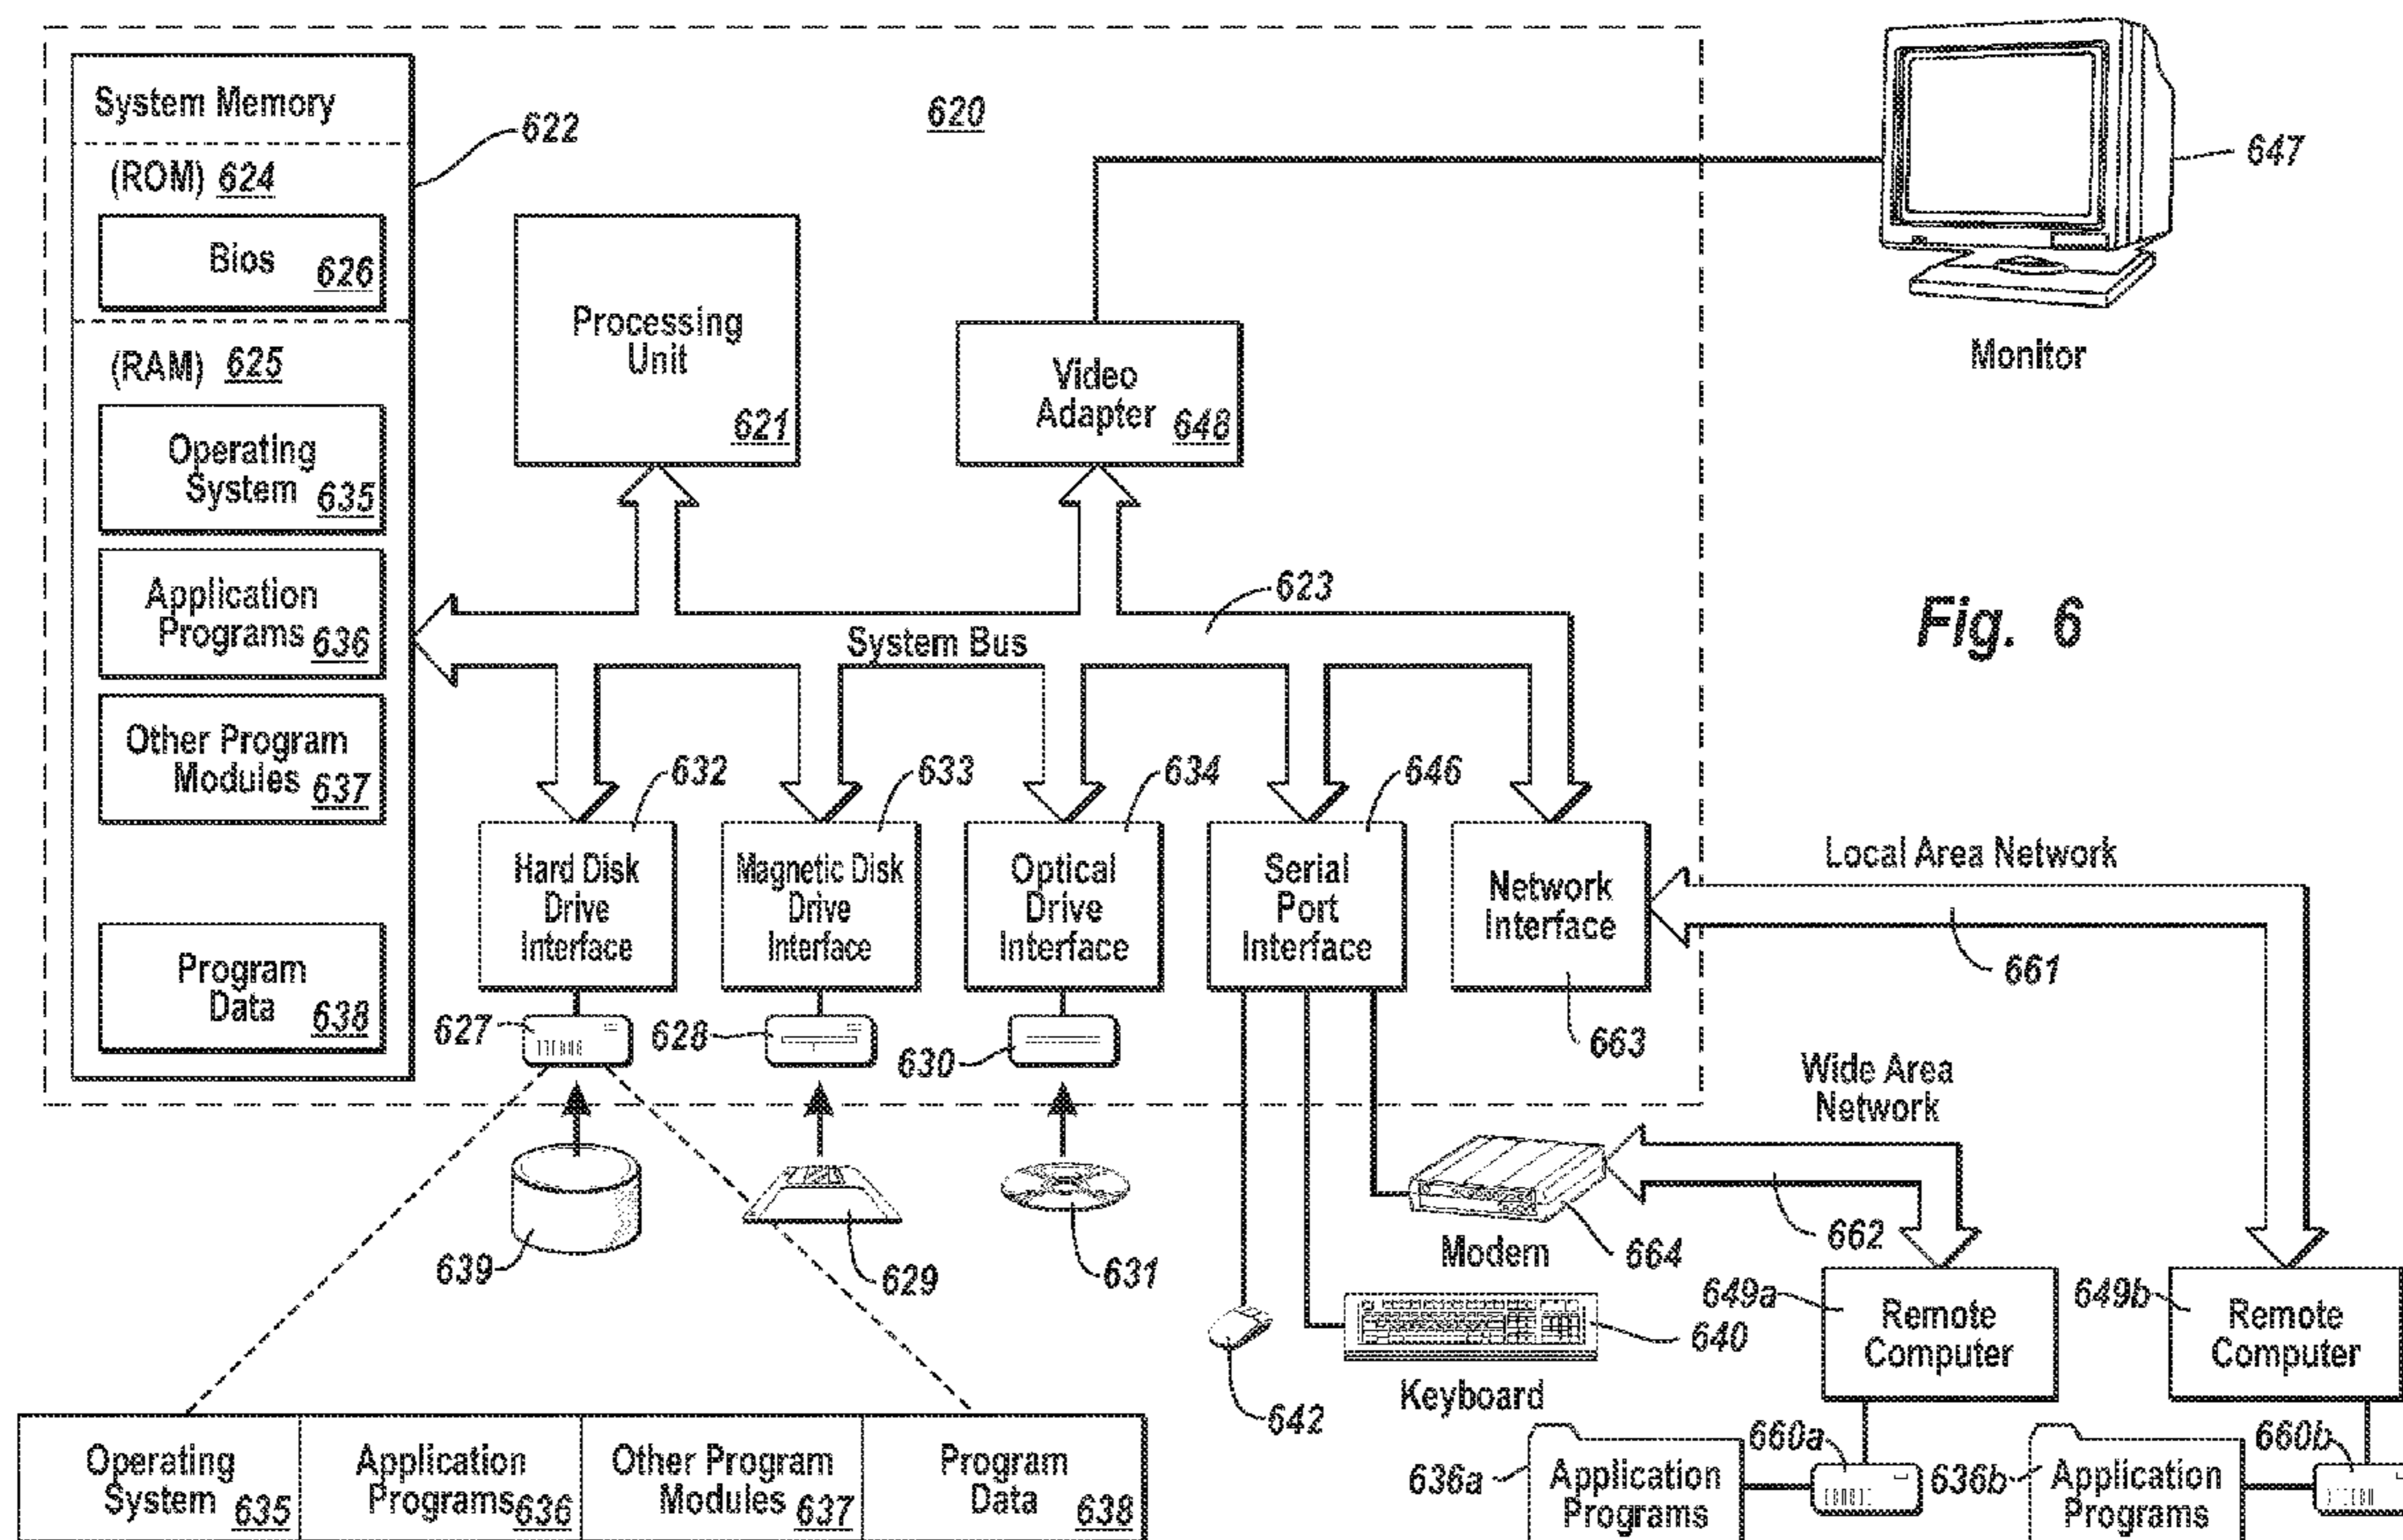 System Memory
622
(ROM) 624
Bios
626
(RAM) 625
Operating
System 635
Application
Programs 636
Other Program
Modules 637
Program
Data 638
620
Processing
Unit
621
Video
Adapter 648
647
Monitor
Fig. 6
623
System Bus
632
633
634
646
Hard Disk
Drive
Interface
Magnetic Disk
Drive
Interface
Optical
Drive
Interface
Serial
Port
Interface
Network
Interface
Local Area Network
661
663
627
628
630
Wide Area
Network
639
629
631
Modem
664
662
642
640
Keyboard
649a
Remote
Computer
649b
Remote
Computer
Operating
System 635
Application
Programs 636
Other Program
Modules 637
Program
Data 638
636a
Application
Programs
660a
636b
Application
Programs
660b